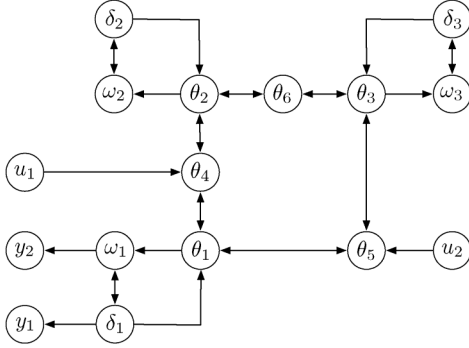 δ₂ δ₃
ω₂ θ₂ θ₆ θ₃ ω₃
u₁ θ₄
y₂ ω₁ θ₁ θ₅ u₂
y₁ δ₁